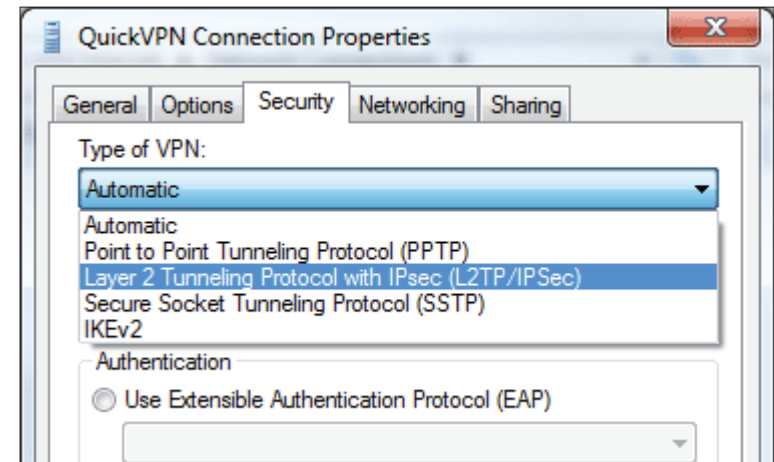 QuickVPN Connection Properties
General Options Security Networking Sharing
Type of VPN:
Automatic
Automatic
Point to Point Tunneling Protocol (PPTP)
Layer 2 Tunneling Protocol with IPsec (L2TP/IPSec)
Secure Socket Tunneling Protocol (SSTP)
IKEv2
Authentication
Use Extensible Authentication Protocol (EAP)